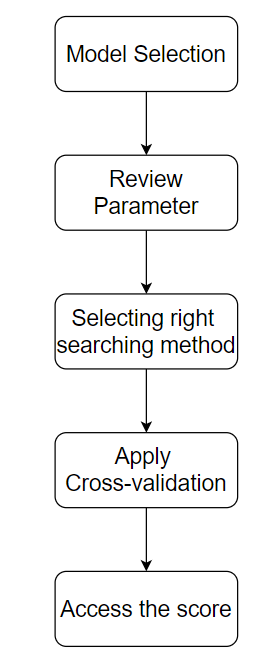 Model Selection
Review
Parameter
Selecting right
searching method
Apply
Cross-validation
Access the score